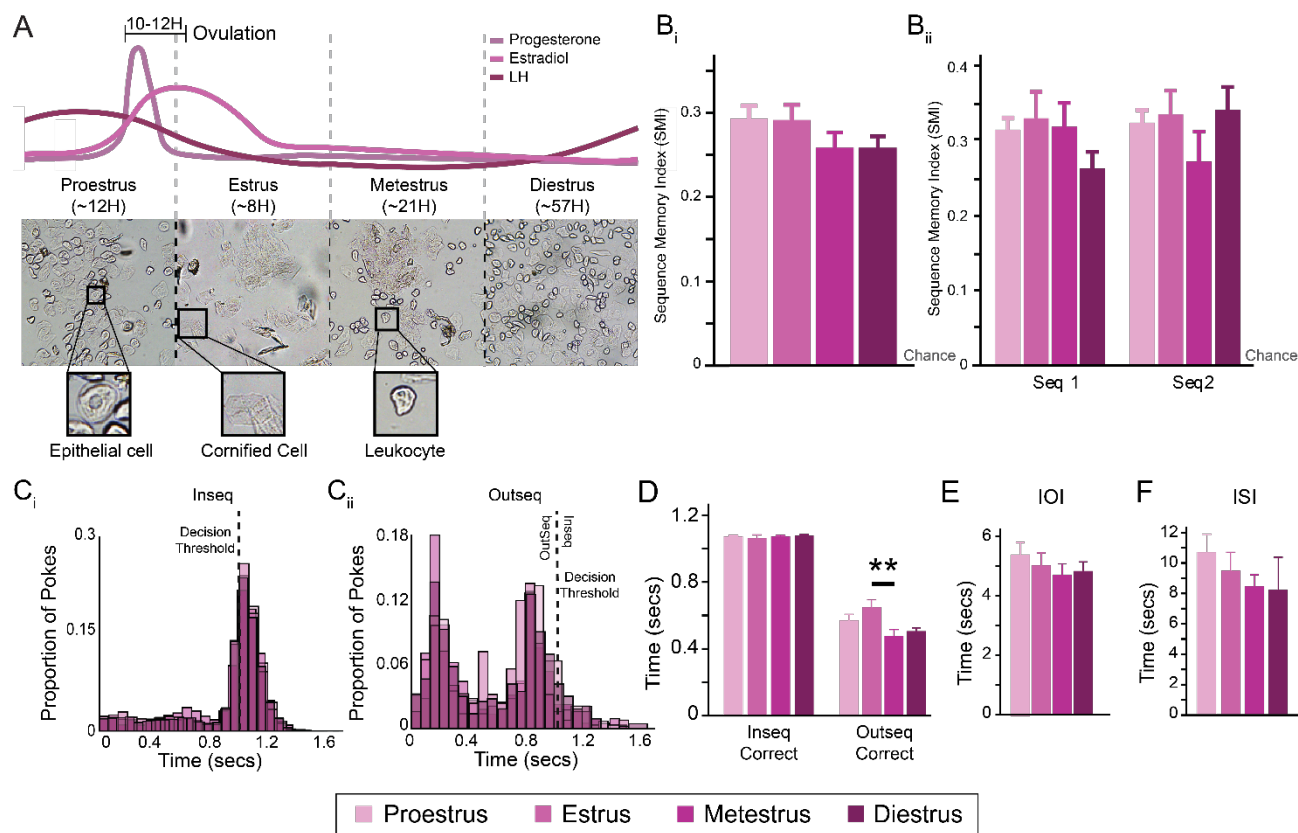 A
10-12H
Ovulation
Progesterone
Estradiol
LH
Proestrus
(~12H)
Estrus
(~8H)
Metestrus
(~21H)
Diestrus
(~57H)
Epithelial cell
Cornified Cell
Leukocyte
Bi
Sequence Memory Index (SMI)
0.3
0.2
0.1
0
Chance
Bii
Sequence Memory Index (SMI)
0.4
0.3
0.2
0.1
0
Chance
Seq 1
Seq2
Ci
Inseq
Decision
Threshold
Proportion of Pokes
0.3
0.15
0
0 0.4 0.8 1.2 1.6
Time (secs)
Cii
Outseq
OutSeq
Inseq
Decision
Threshold
Proportion of Pokes
0.18
0.12
0.06
0
0 0.4 0.8 1.2 1.6
Time (secs)
D
Time (secs)
1.2
0.9
0.6
0.4
0
**
Inseq
Correct
Outseq
Correct
E
IOI
Time (secs)
6
4
2
0
F
ISI
Time (secs)
12
10
8
6
4
2
0
Proestrus
Estrus
Metestrus
Diestrus